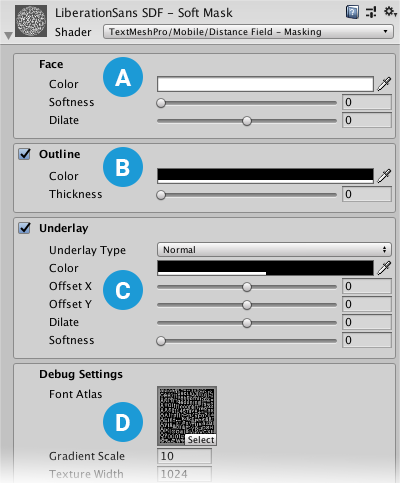 LiberationSans SDF - Soft Mask
Shader TextMeshPro/Mobile/Distance Field - Masking
Face
A
Color
Softness 0
Dilate 0
Outline
B
Color
Thickness 0
Underlay
Underlay Type Normal
Color
C
Offset X 0
Offset Y 0
Dilate 0
Softness 0
Debug Settings
Font Atlas
D
Select
Gradient Scale 10
Texture Width 1024